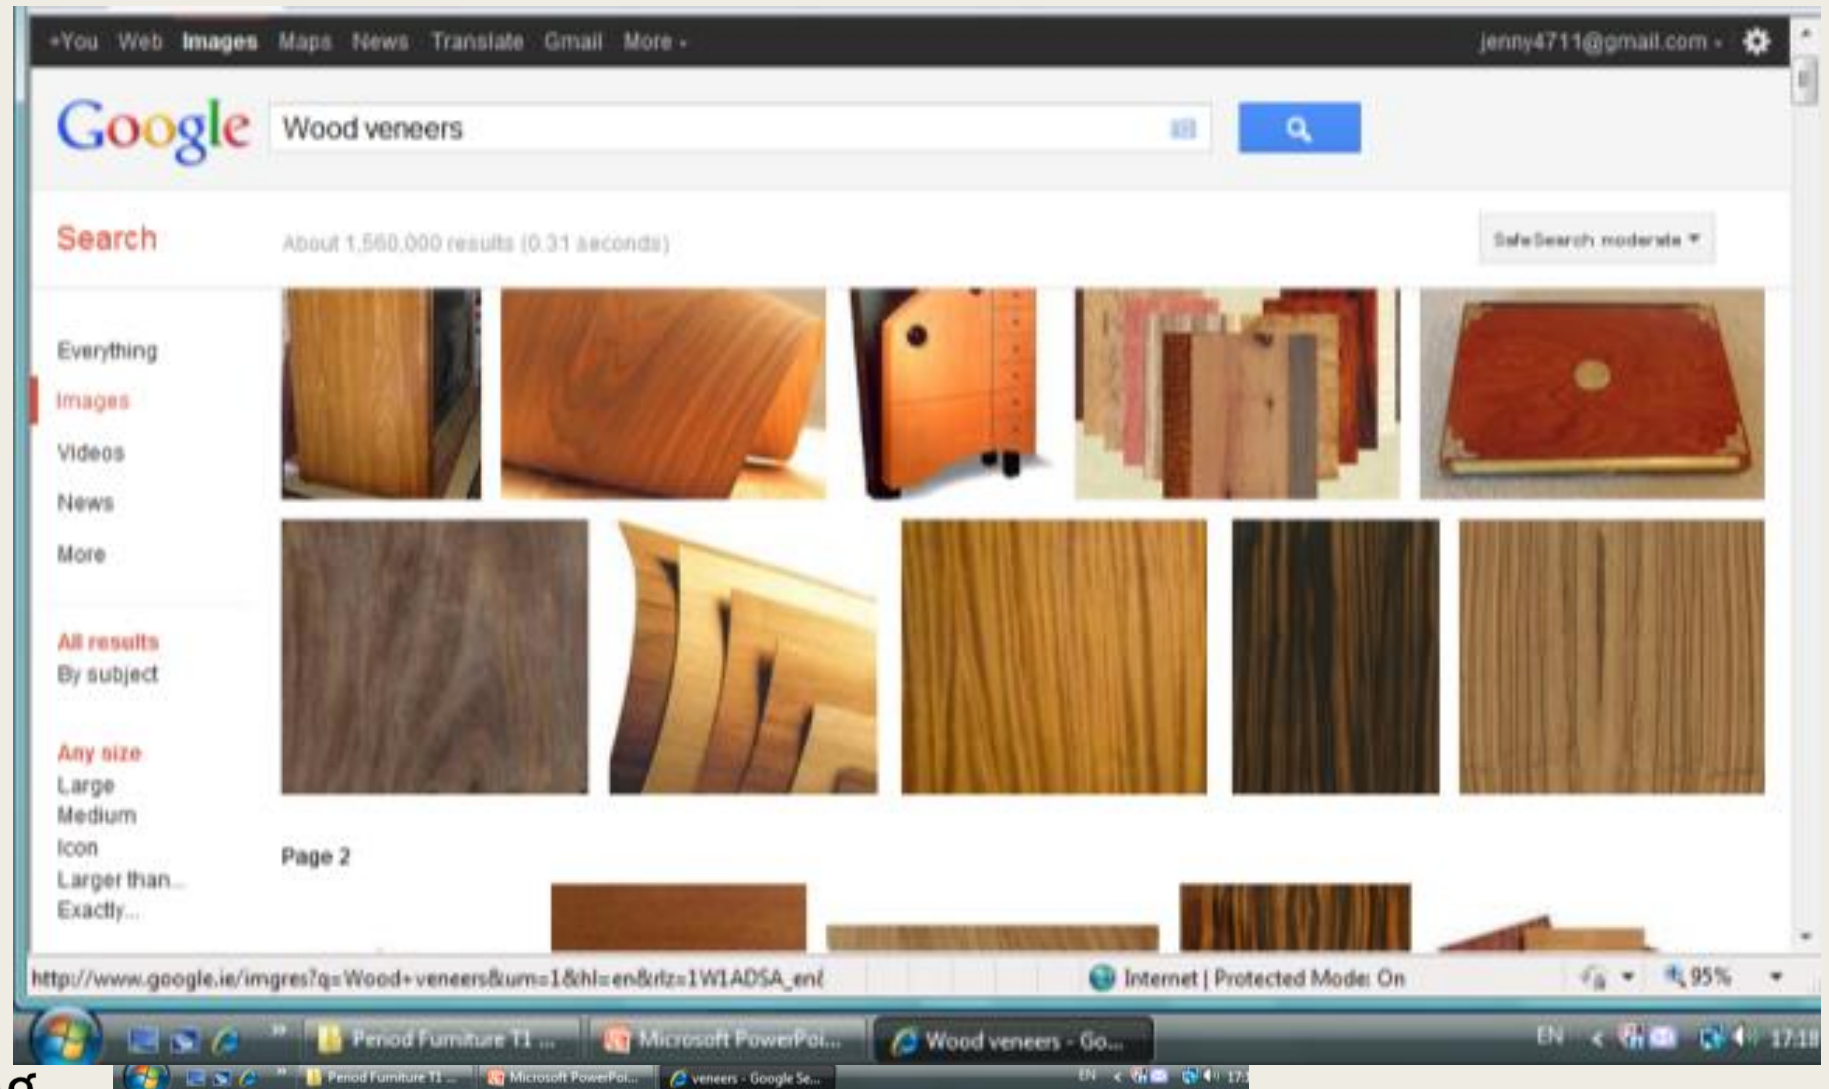 +You Web Images Maps News Translate Gmail More
jenny4711@gmail.com
Google Wood veneers
Search About 1,560,000 results (0.31 seconds) SafeSearch moderate
Everything
Images
Videos
News
More
All results
By subject
Any size
Large
Medium
Icon
Larger than...
Exactly...
Page 2
http://www.google.ie/imgres?q=Wood+veneers&um=1&hl=en&rlz=1W1ADSA_en&
Internet | Protected Mode: On
95%
Period Furniture T1 ... Microsoft PowerPoi... Wood veneers - Go... EN 17:18
Period Furniture T1 ... Microsoft PowerPoi... veneers - Google Se... EN